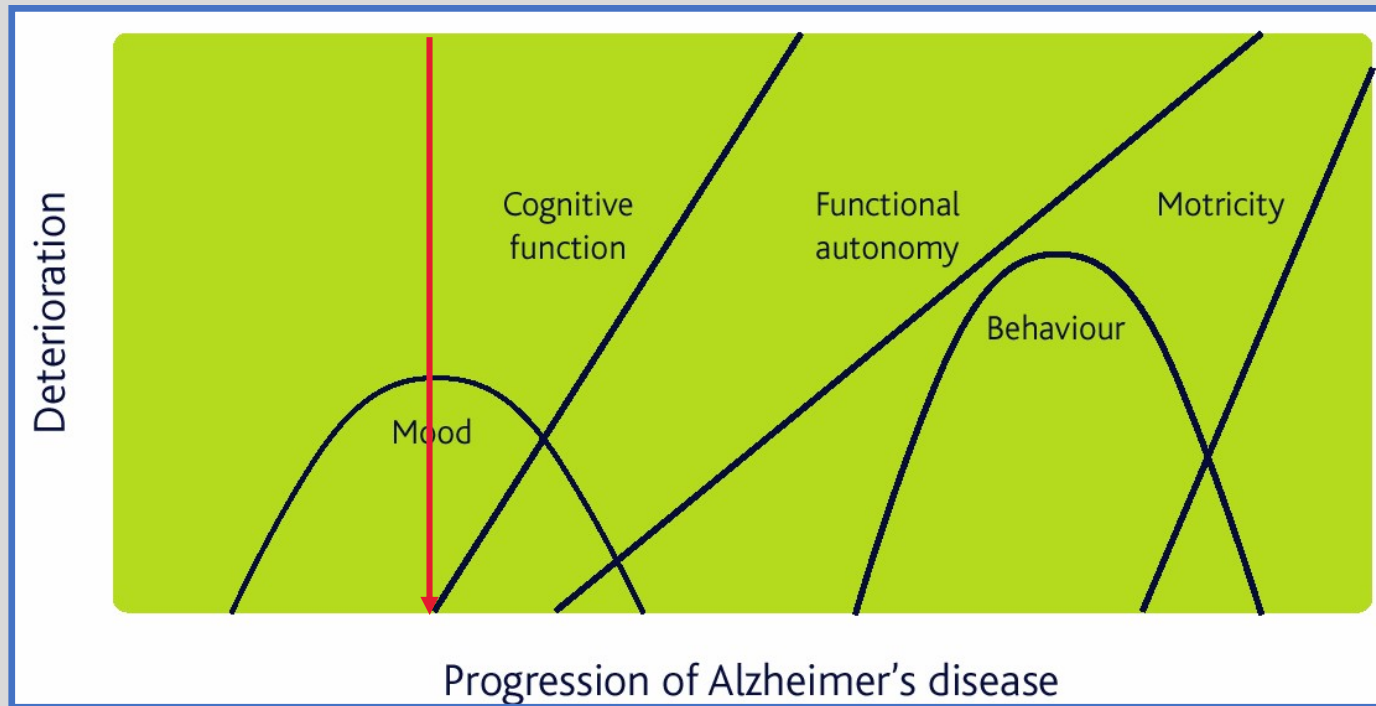 Deterioration
Cognitive
function
Functional
autonomy
Motricity
Behaviour
Mood
Progression of Alzheimer's disease